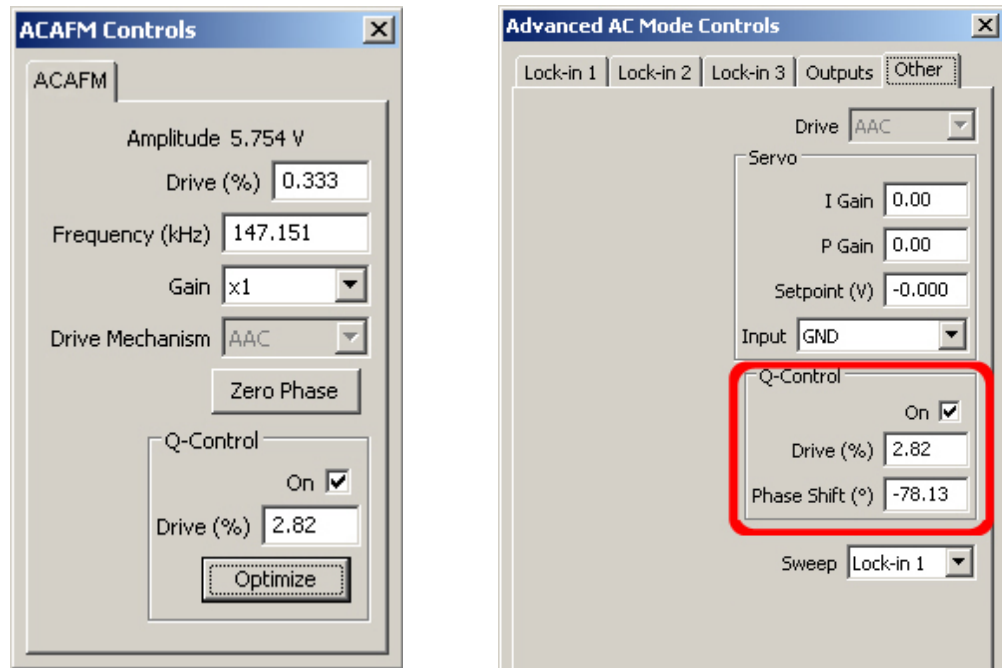 ACAFM Controls
ACAFM
Amplitude 5.754 V
Drive (%) 0.333
Frequency (kHz) 147.151
Gain x1
Drive Mechanism AAC
Zero Phase
Q-Control
On
Drive (%) 2.82
Optimize
Advanced AC Mode Controls
Lock-in 1 Lock-in 2 Lock-in 3 Outputs Other
Drive AAC
Servo
I Gain 0.00
P Gain 0.00
Setpoint (V) -0.000
Input GND
Q-Control
On
Drive (%) 2.82
Phase Shift (°) -78.13
Sweep Lock-in 1